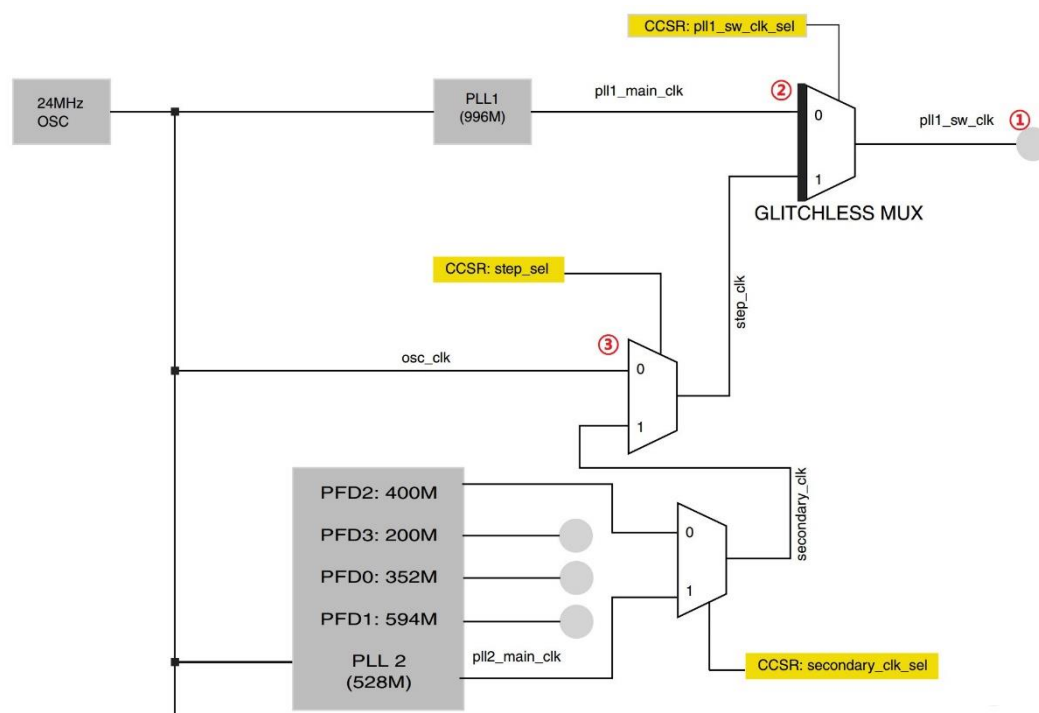 CCSR: pll1_sw_clk_sel
24MHz
OSC
PLL1
(996M)
pll1_main_clk
②
0
1
pll1_sw_clk
①
GLITCHLESS MUX
CCSR: step_sel
step_clk
osc_clk
③
0
1
secondary_clk
PFD2: 400M
PFD3: 200M
PFD0: 352M
PFD1: 594M
PLL 2
(528M)
pll2_main_clk
0
1
CCSR: secondary_clk_sel